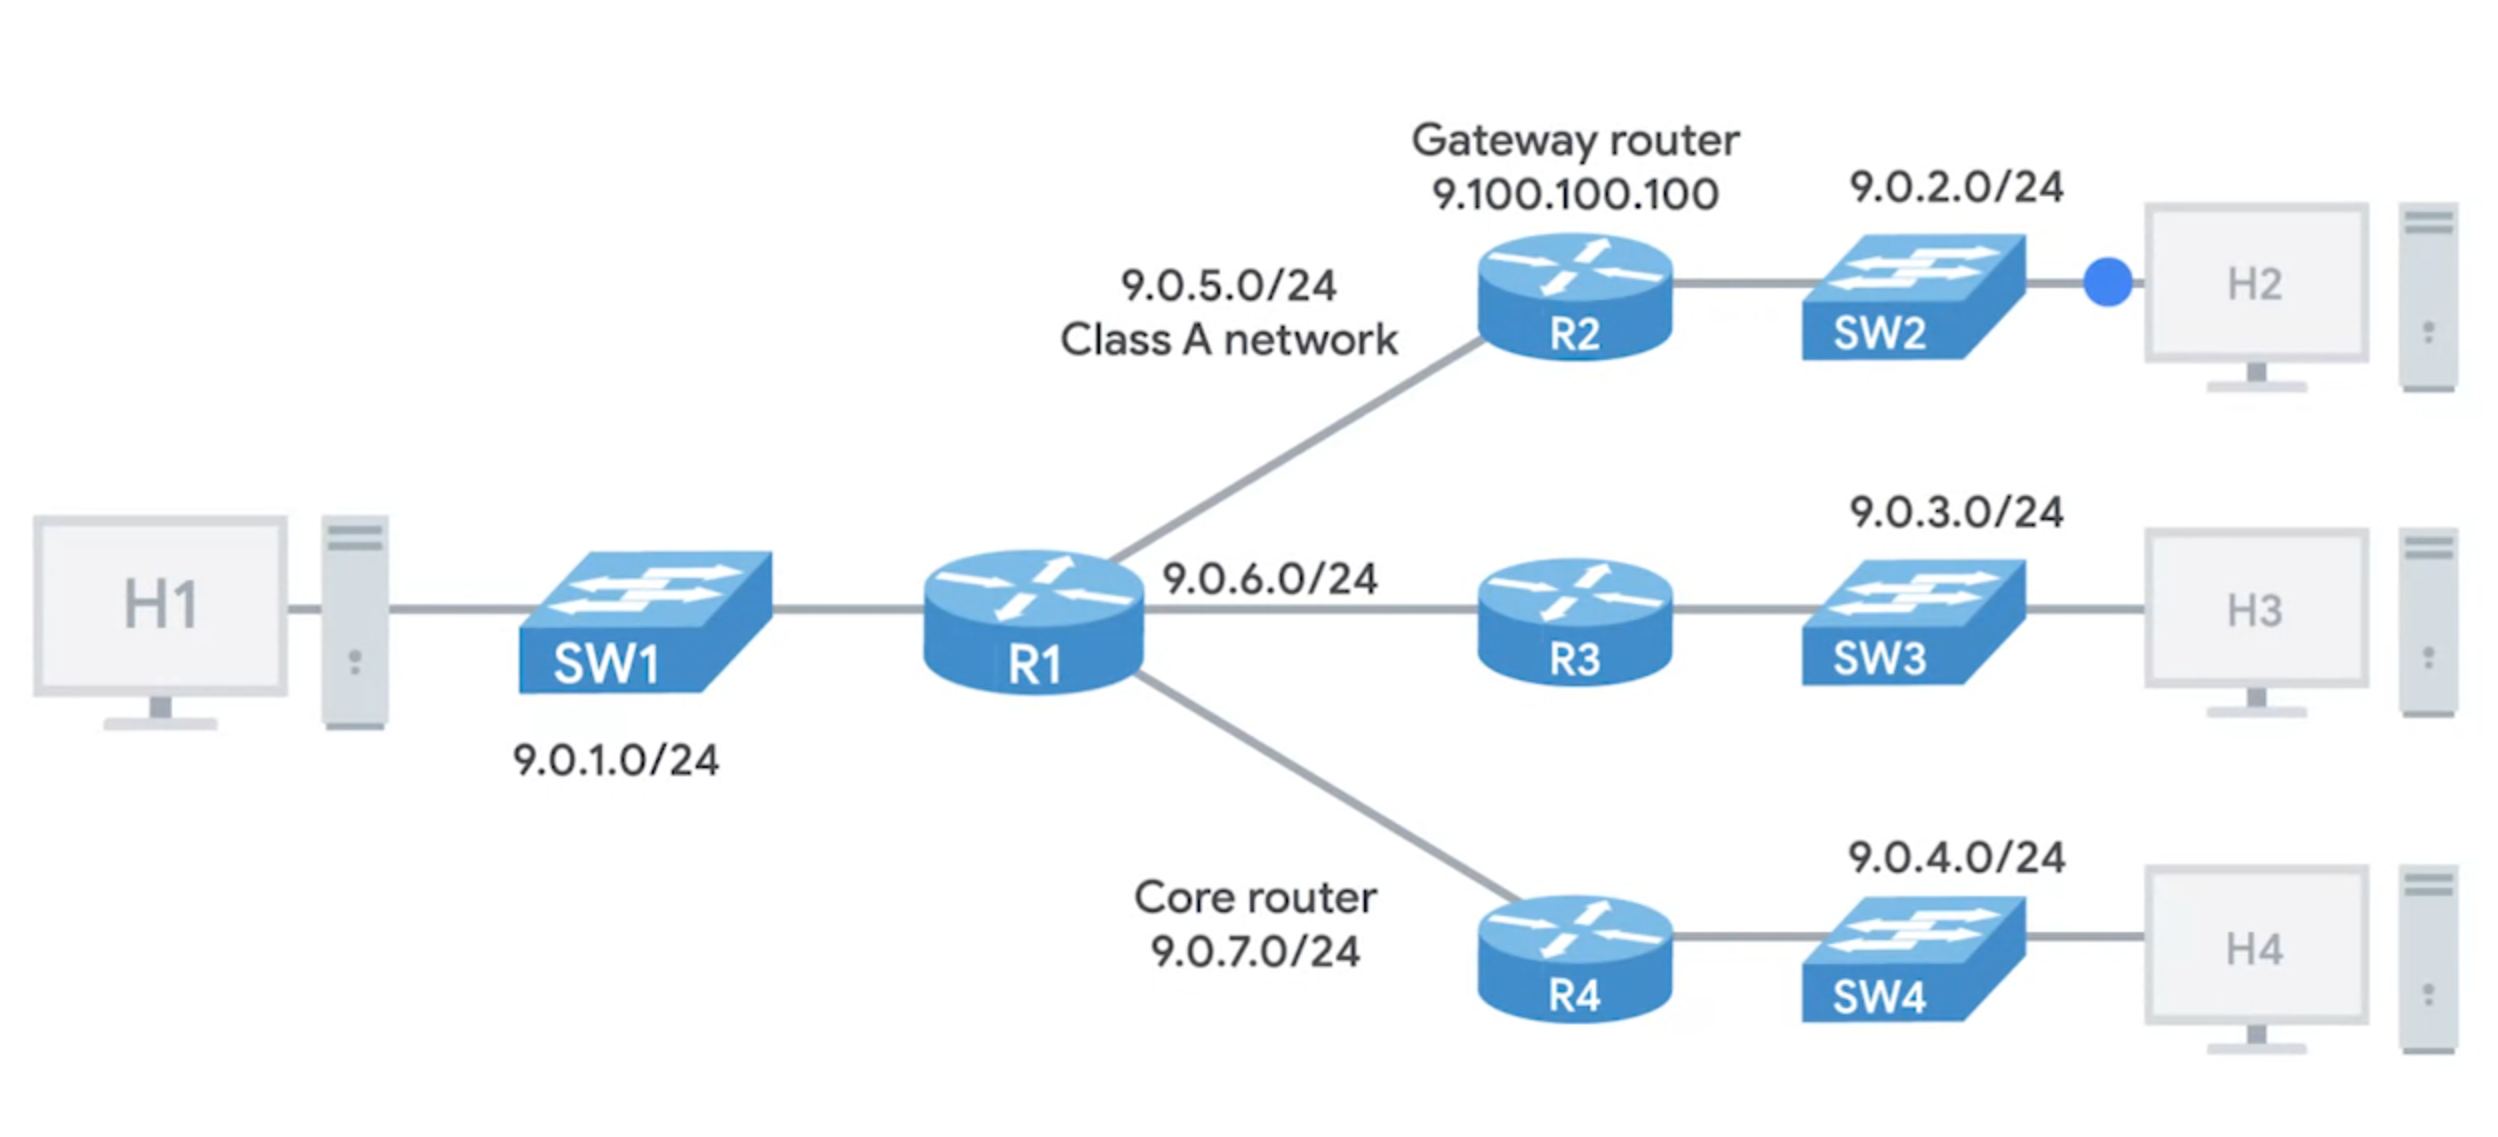 Gateway router
9.100.100.100
9.0.2.0/24
9.0.5.0/24
Class A network
R2
SW2
H2
H1
SW1
9.0.1.0/24
R1
9.0.6.0/24
R3
9.0.3.0/24
SW3
H3
Core router
9.0.7.0/24
R4
9.0.4.0/24
SW4
H4